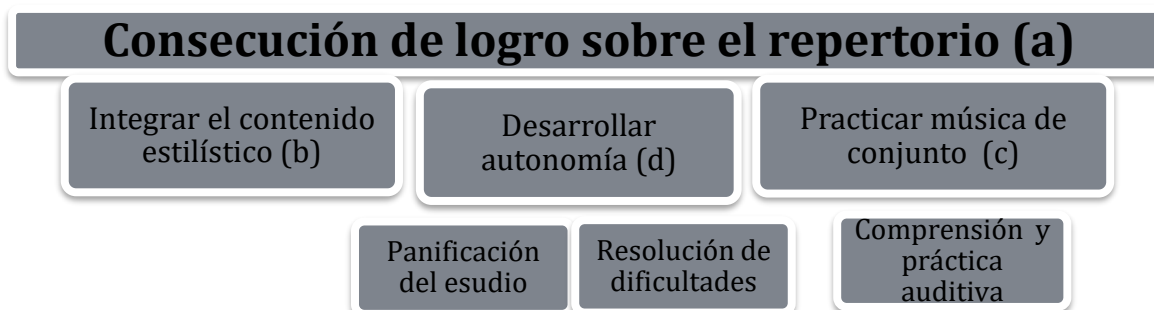 Consecución de logro sobre el repertorio (a)
Integrar el contenido
estilístico (b)
Desarrollar
autonomía (d)
Practicar música de
conjunto (c)
Panificación
del esudio
Resolución de
dificultades
Comprensión y
práctica
auditiva